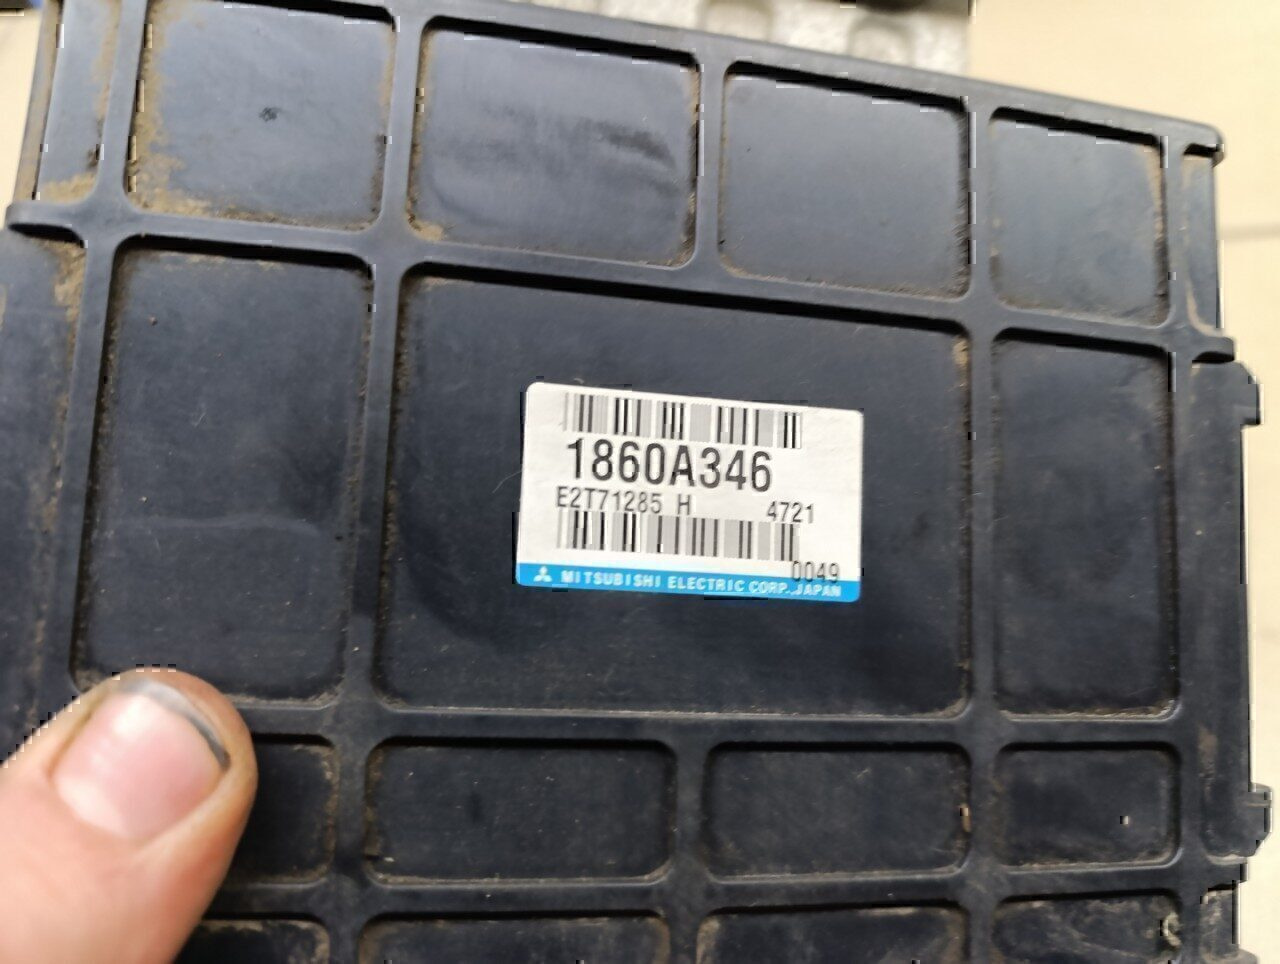 1860A346
E2T71285 H 4721
0049
MITSUBISHI ELECTRIC CORP. JAPAN